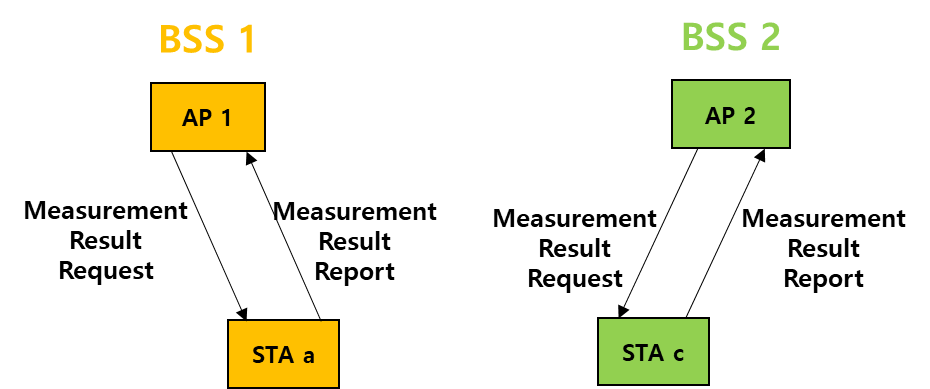 BSS 1
BSS 2
AP 1
AP 2
Measurement
Result
Request
Measurement
Result
Report
Measurement
Result
Request
Measurement
Result
Report
STA a
STA c